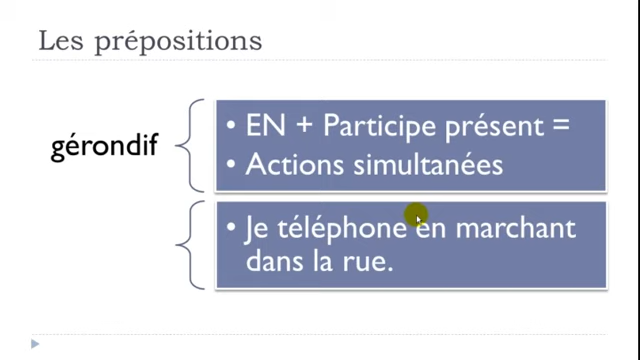 Les prépositions
gérondif
• EN + Participe présent =
• Actions simultanées
• Je téléphone en marchant
dans la rue.